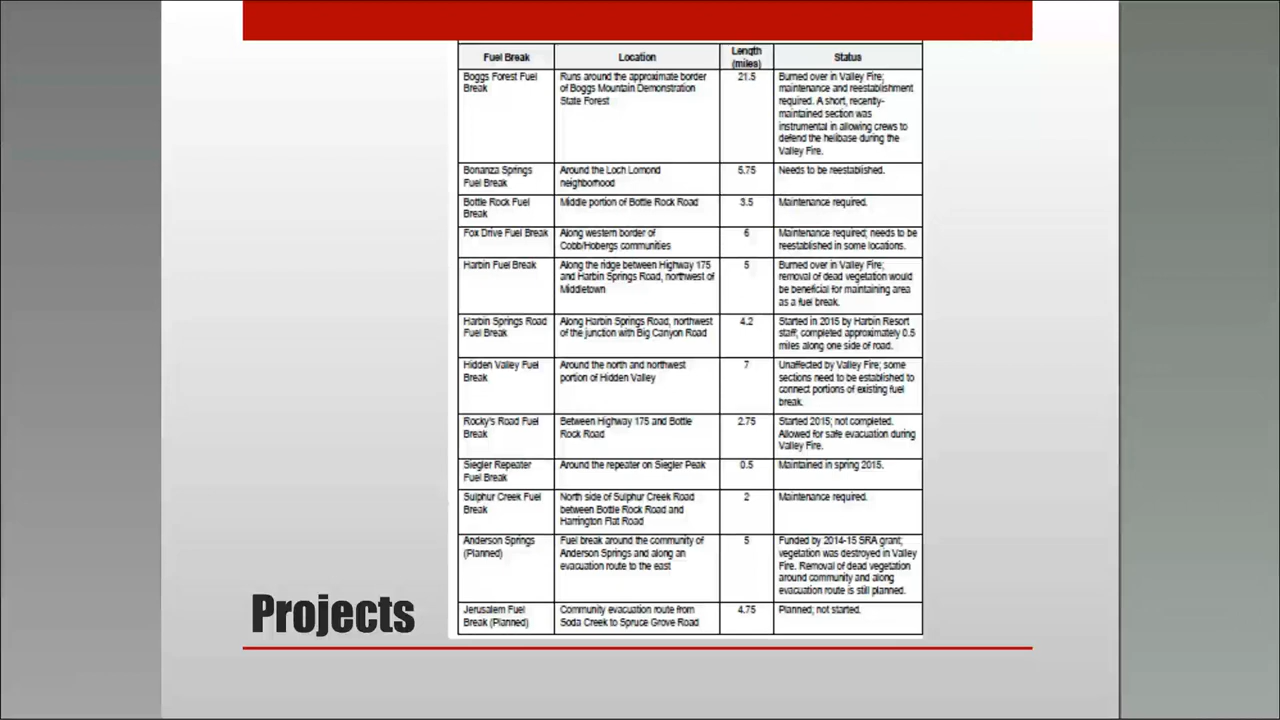 Fuel Break Location Length (miles) Status
Boggs Forest Fuel Runs around the approximate border 21.5 Burned over in Valley Fire;
Break of Boggs Mountain Demonstration maintenance and reestablishment
State Forest required. A short, recently-
maintained section was
instrumental in allowing crews to
defend the helibase during the
Valley Fire.
Bonanza Springs Around the Loch Lomond 5.75 Needs to be reestablished.
Fuel Break neighborhood
Bottle Rock Fuel Middle portion of Bottle Rock Road 3.5 Maintenance required.
Break
Fox Drive Fuel Break Along western border of 6 Maintenance required; needs to be
Cobb/Hobergs communities reestablished in some locations.
Harbin Fuel Break Along the ridge between Highway 175 5 Burned over in Valley Fire;
and Harbin Springs Road, northwest of removal of dead vegetation would
Middletown be beneficial for maintaining area
as a fuel break.
Harbin Springs Road Along Harbin Springs Road, northwest 4.2 Started in 2015 by Harbin Resort
Fuel Break of the junction with Big Canyon Road staff; completed approximately 0.5
miles along one side of road.
Hidden Valley Fuel Around the north and northwest 7 Unaffected by Valley Fire; some
Break portion of Hidden Valley sections need to be established to
connect portions of existing fuel
break.
Rocky's Road Fuel Between Highway 175 and Bottle 2.75 Started 2015; not completed.
Break Rock Road Allowed for safe evacuation during
Valley Fire.
Siegler Repeater Around the repeater on Siegler Peak 0.5 Maintained in spring 2015.
Fuel Break
Sulphur Creek Fuel North side of Sulphur Creek Road 2 Maintenance required.
Break between Bottle Rock Road and
Harrington Flat Road
Anderson Springs Fuel break around the community of 5 Funded by 2014-15 SRA grant;
(Planned) Anderson Springs and along an vegetation was destroyed in Valley
evacuation route to the east Fire. Removal of dead vegetation
around community and along
evacuation route is still planned.
Jerusalem Fuel Community evacuation route from 4.75 Planned; not started.
Break (Planned) Soda Creek to Spruce Grove Road
Projects